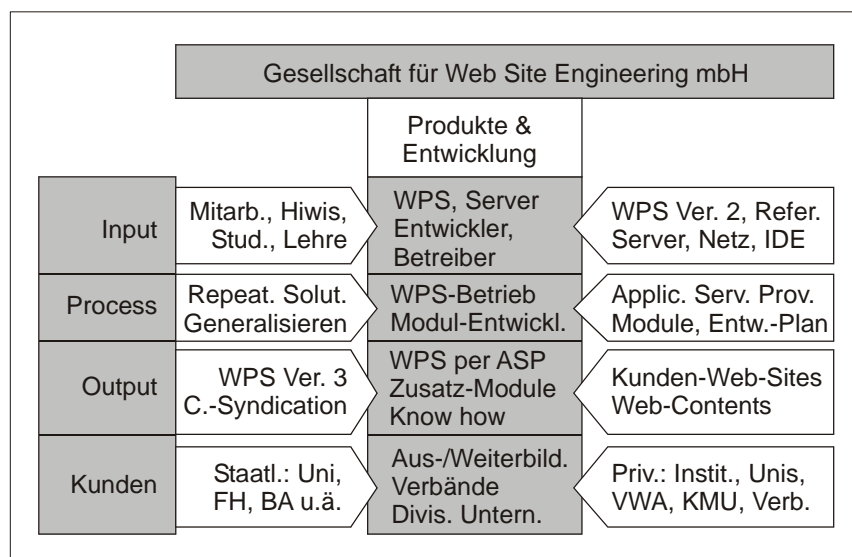 Gesellschaft für Web Site Engineering mbH
Produkte &
Entwicklung
Input
Mitarb., Hiwis,
Stud., Lehre
WPS, Server
Entwickler,
Betreiber
WPS Ver. 2, Refer.
Server, Netz, IDE
Process
Repeat. Solut.
Generalisieren
WPS-Betrieb
Modul-Entwickl.
Applic. Serv. Prov.
Module, Entw.-Plan
Output
WPS Ver. 3
C.-Syndication
WPS per ASP
Zusatz-Module
Know how
Kunden-Web-Sites
Web-Contents
Kunden
Staatl.: Uni,
FH, BA u.ä.
Aus-/Weiterbild.
Verbände
Divis. Untern.
Priv.: Instit., Unis,
VWA, KMU, Verb.